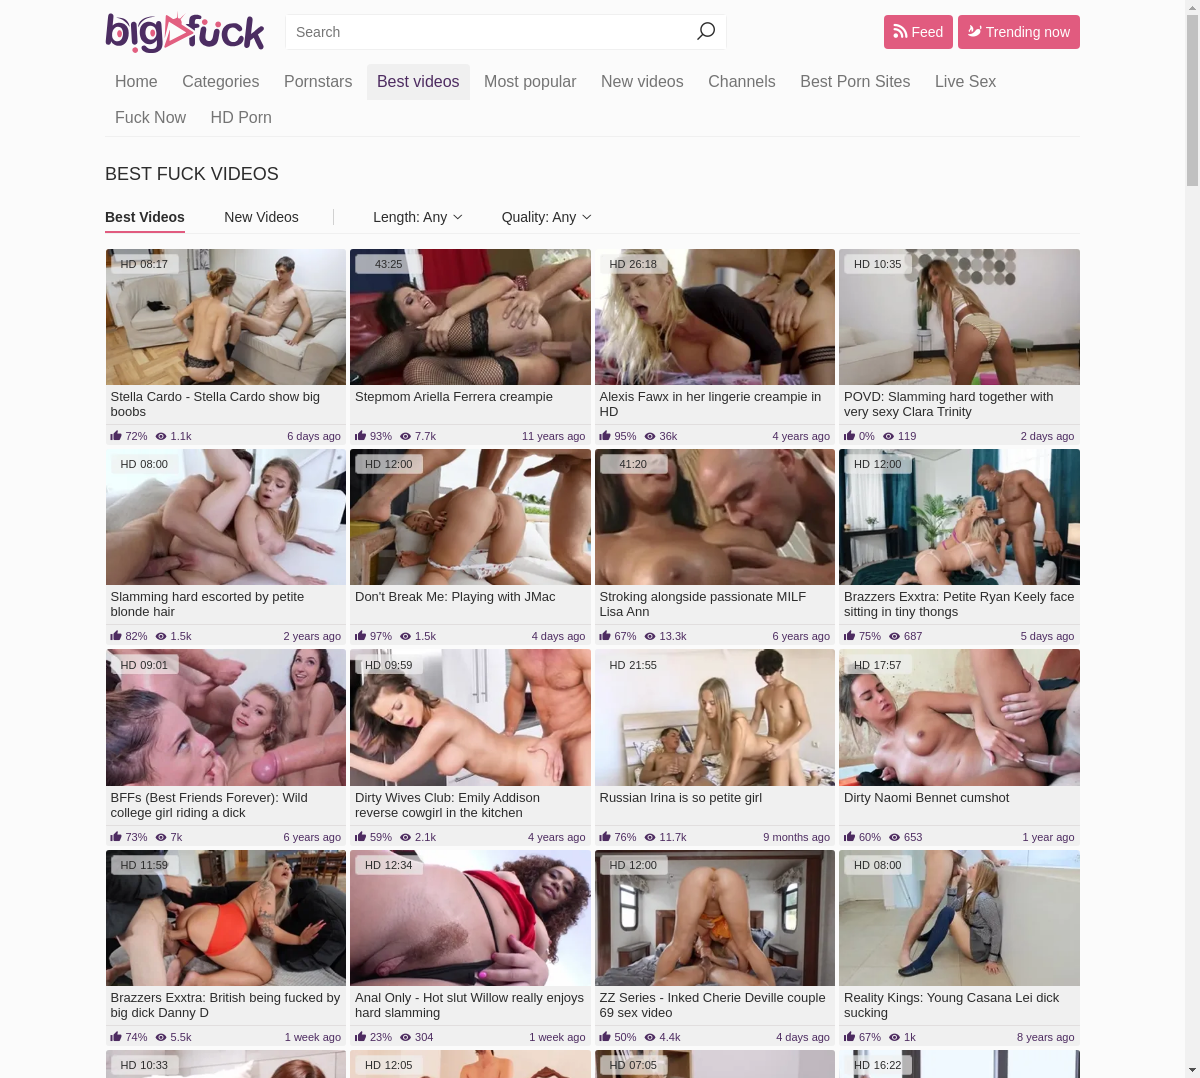 bigfuck
Search
Feed
Trending now
Home Categories Pornstars Best videos Most popular New videos Channels Best Porn Sites Live Sex
Fuck Now HD Porn
BEST FUCK VIDEOS
Best Videos New Videos Length: Any Quality: Any
HD 08:17
43:25
HD 26:18
HD 10:35
Stella Cardo - Stella Cardo show big
boobs
72% 1.1k 6 days ago
Stepmom Ariella Ferrera creampie
93% 7.7k 11 years ago
Alexis Fawx in her lingerie creampie in
HD
95% 36k 4 years ago
POVD: Slamming hard together with
very sexy Clara Trinity
0% 119 2 days ago
HD 08:00
HD 12:00
41:20
HD 12:00
Slamming hard escorted by petite
blonde hair
82% 1.5k 2 years ago
Don't Break Me: Playing with JMac
97% 1.5k 4 days ago
Stroking alongside passionate MILF
Lisa Ann
67% 13.3k 6 years ago
Brazzers Exxtra: Petite Ryan Keely face
sitting in tiny thongs
75% 687 5 days ago
HD 09:01
HD 09:59
HD 21:55
HD 17:57
BFFs (Best Friends Forever): Wild
college girl riding a dick
73% 7k 6 years ago
Dirty Wives Club: Emily Addison
reverse cowgirl in the kitchen
59% 2.1k 4 years ago
Russian Irina is so petite girl
76% 11.7k 9 months ago
Dirty Naomi Bennet cumshot
60% 653 1 year ago
HD 11:59
HD 12:34
HD 12:00
HD 08:00
Brazzers Exxtra: British being fucked by
big dick Danny D
74% 5.5k 1 week ago
Anal Only - Hot slut Willow really enjoys
hard slamming
23% 304 1 week ago
ZZ Series - Inked Cherie Deville couple
69 sex video
50% 4.4k 4 days ago
Reality Kings: Young Casana Lei dick
sucking
67% 1k 8 years ago
HD 10:33
HD 12:05
HD 07:05
HD 16:22